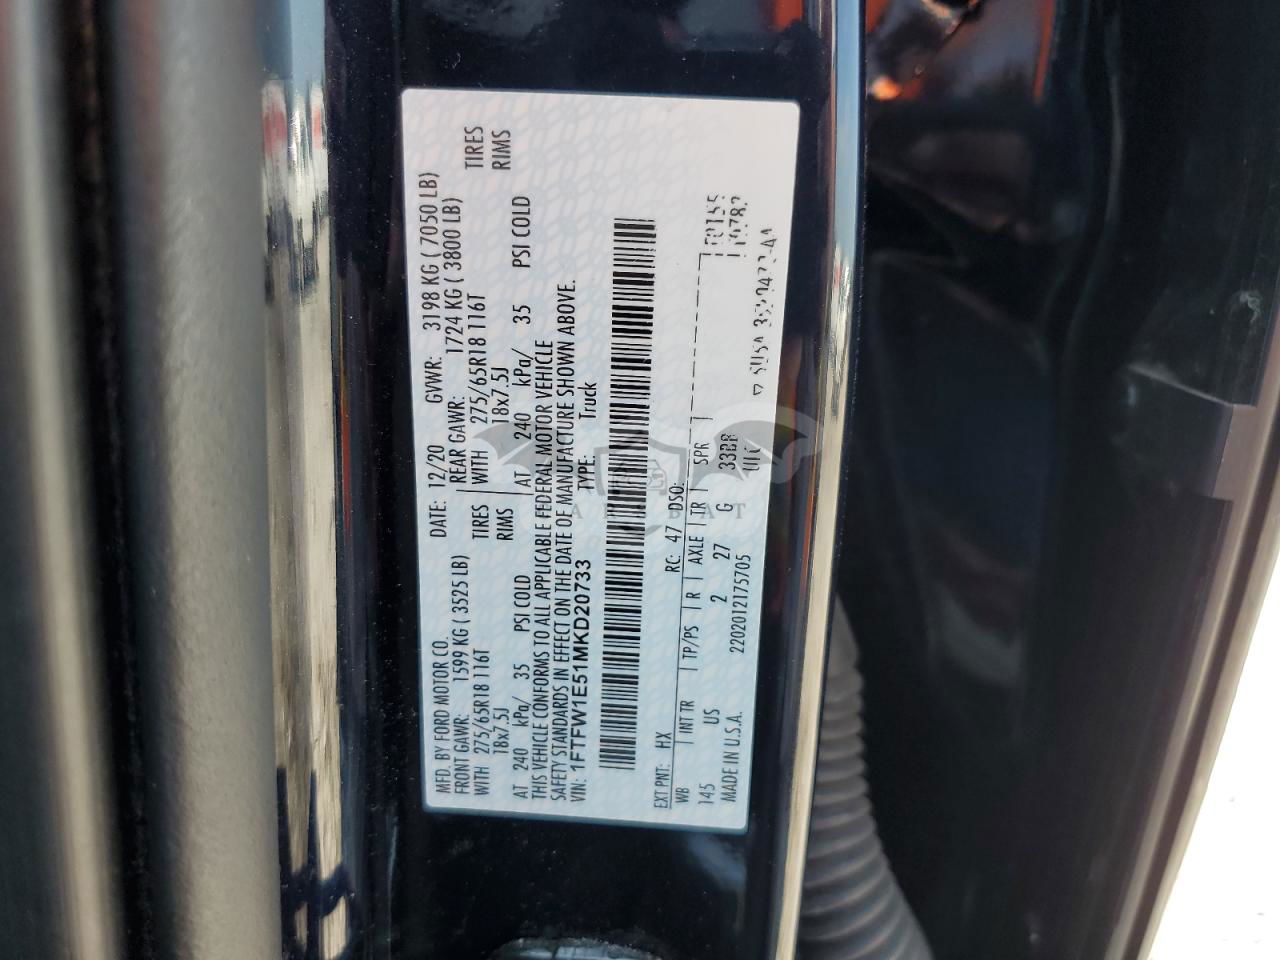 MFD. BY FORD MOTOR CO.
DATE: 12/20 GVWR: 3198 KG ( 7050 LB)
FRONT GAWR: 1599 KG ( 3525 LB)
REAR GAWR: 1724 KG ( 3800 LB)
WITH 275/65R18 116T TIRES
WITH 275/65R18 116T TIRES
18x7.5J RIMS
18x7.5J RIMS
AT 240 kPa/ 35 PSI COLD
AT 240 kPa/ 35 PSI COLD
THIS VEHICLE CONFORMS TO ALL APPLICABLE FEDERAL MOTOR VEHICLE
SAFETY STANDARDS IN EFFECT ON THE DATE OF MANUFACTURE SHOWN ABOVE.
VIN: 1FTFW1E51MKD20733 TYPE: Truck
EXT PNT: HX RC: 47 DSO:
WB INT TR TP/PS R AXLE TR SPR
145 US 2 27 G 33BB
MADE IN U.S.A. 2202012175705
A BAT